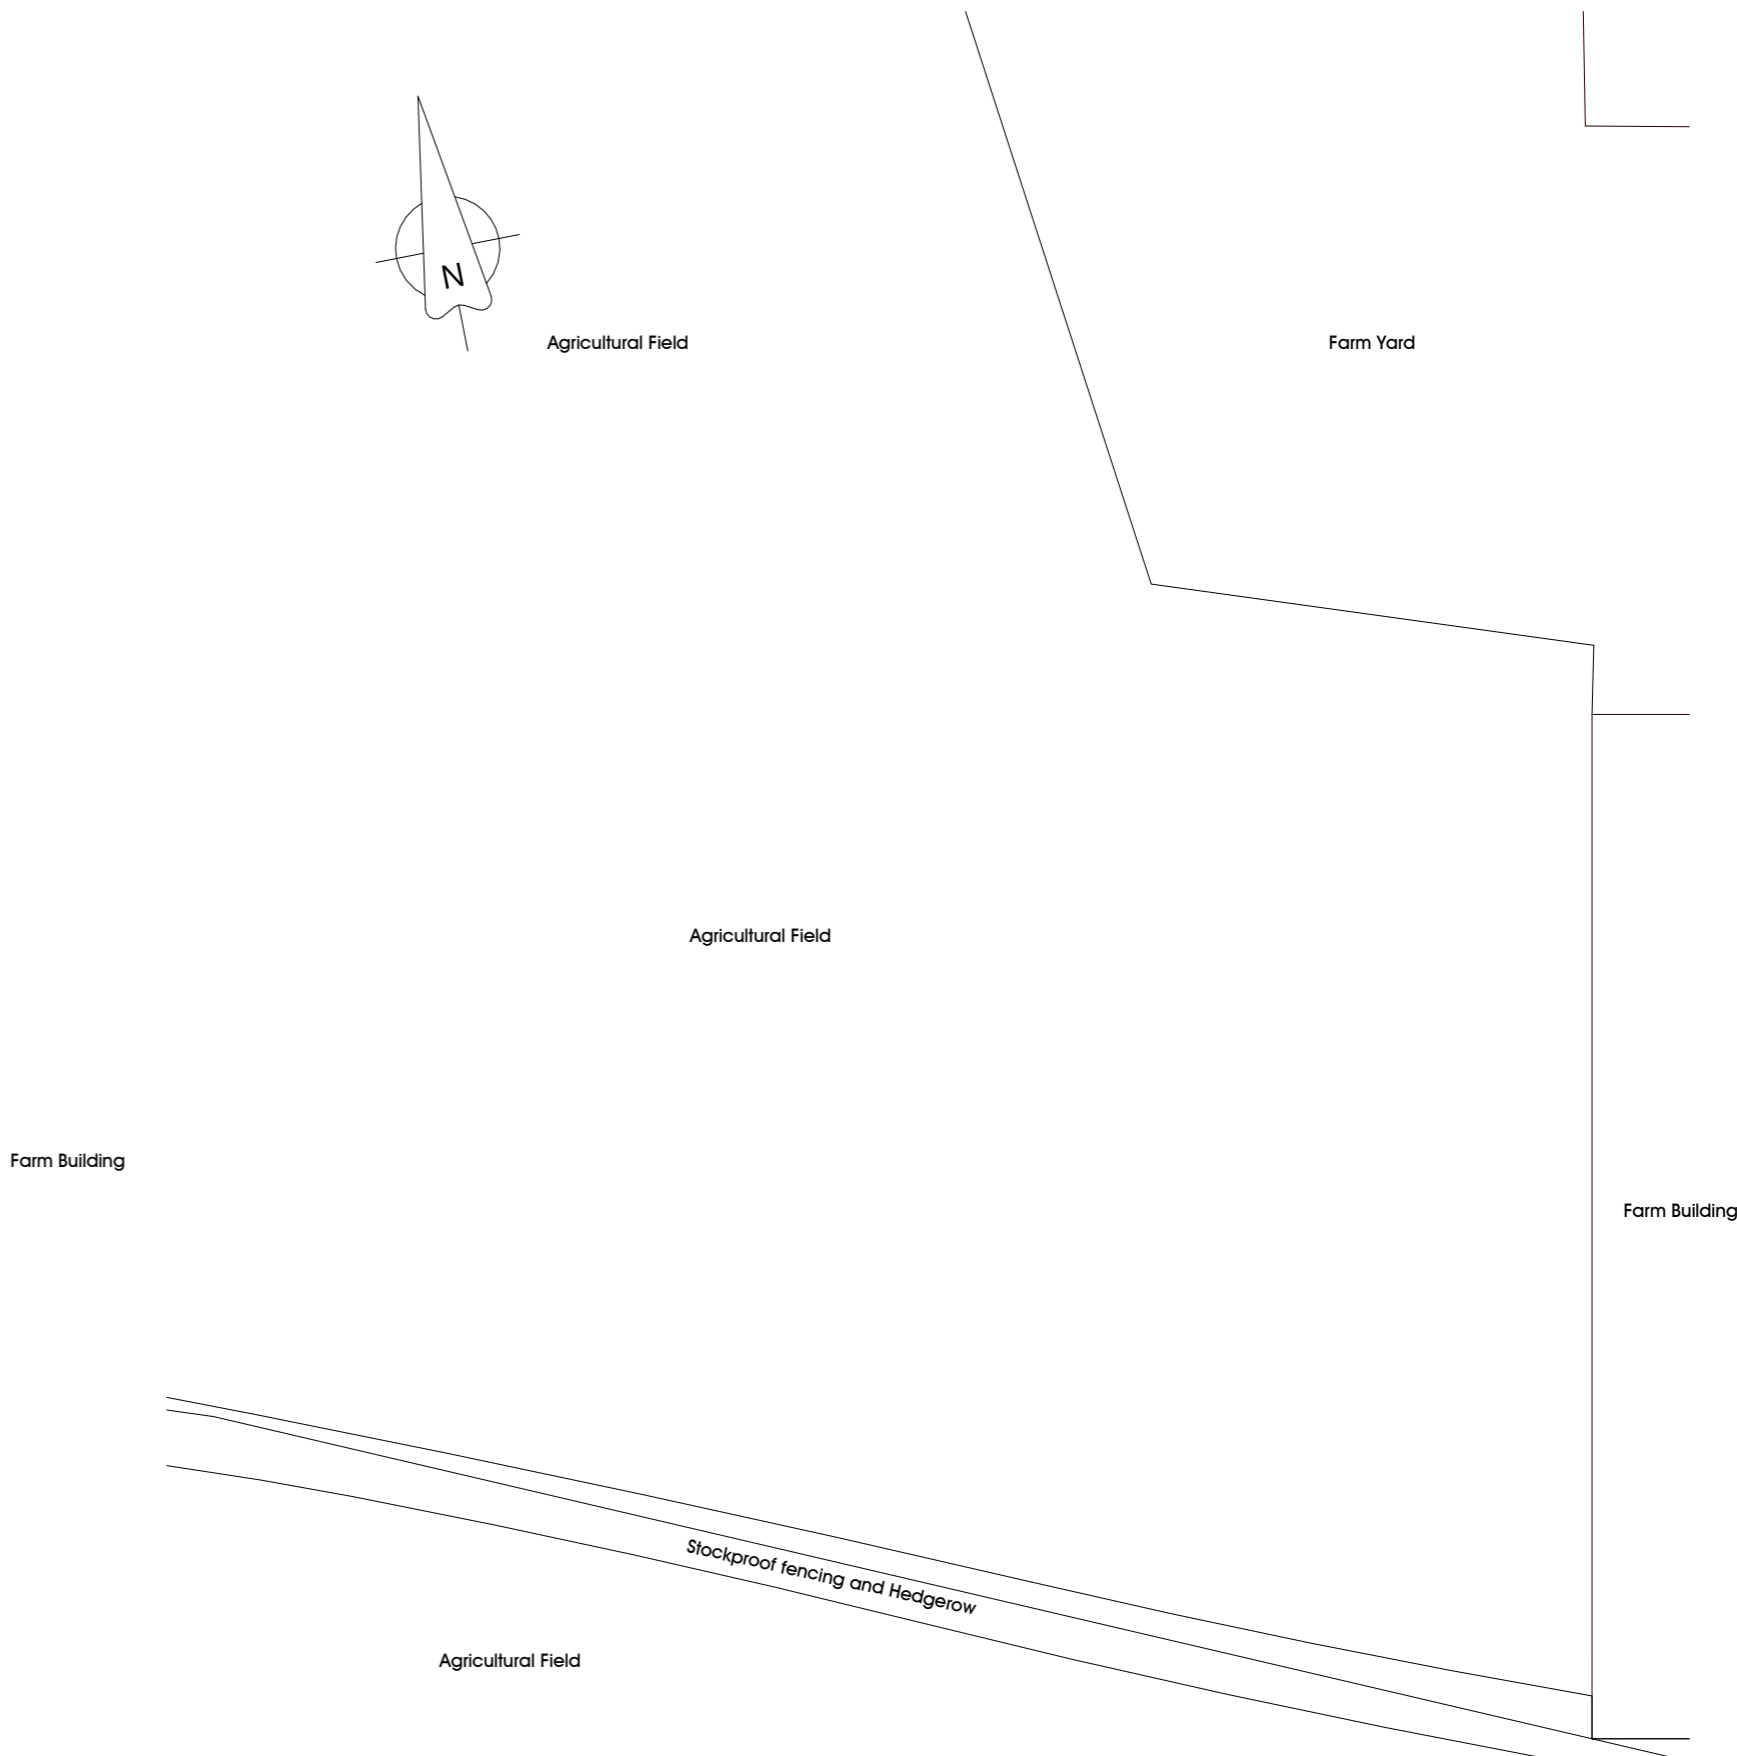 N
Agricultural Field
Farm Yard
Agricultural Field
Farm Building
Farm Building
Stockproof fencing and Hedgerow
Agricultural Field